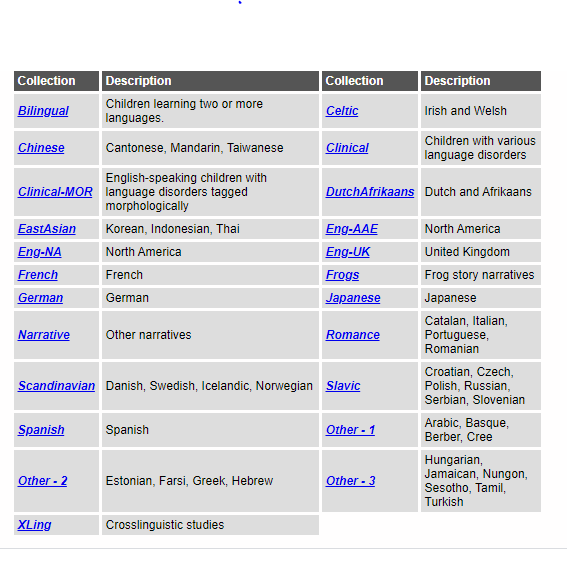 Collection Description Collection Description
Bilingual Children learning two or more languages. Celtic Irish and Welsh
Chinese Cantonese, Mandarin, Taiwanese Clinical Children with various language disorders
Clinical-MOR English-speaking children with language disorders tagged morphologically DutchAfrikaans Dutch and Afrikaans
EastAsian Korean, Indonesian, Thai Eng-AAE North America
Eng-NA North America Eng-UK United Kingdom
French French Frogs Frog story narratives
German German Japanese Japanese
Narrative Other narratives Romance Catalan, Italian, Portuguese, Romanian
Scandinavian Danish, Swedish, Icelandic, Norwegian Slavic Croatian, Czech, Polish, Russian, Serbian, Slovenian
Spanish Spanish Other - 1 Arabic, Basque, Berber, Cree
Other - 2 Estonian, Farsi, Greek, Hebrew Other - 3 Hungarian, Jamaican, Nungon, Sesotho, Tamil, Turkish
XLing Crosslinguistic studies